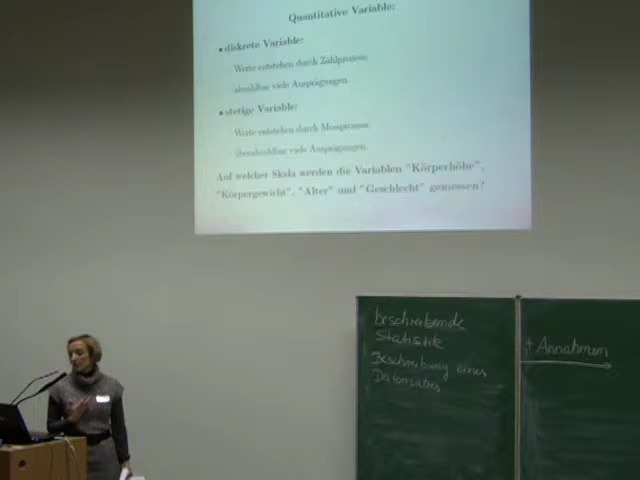 Quantitative Variable:
diskrete Variable:
Werte entstehen durch Zählprozess,
abzählbar viele Ausprägungen.
stetige Variable:
Werte entstehen durch Messprozess
überabzählbar viele Ausprägungen.
Auf welcher Skala werden die Variablen "Körperhöhe",
"Körpergewicht", "Alter" und "Geschlecht" gemessen?
beschreibende
Statistik
Beschreibung eines
Datensatzes
+ Annahmen